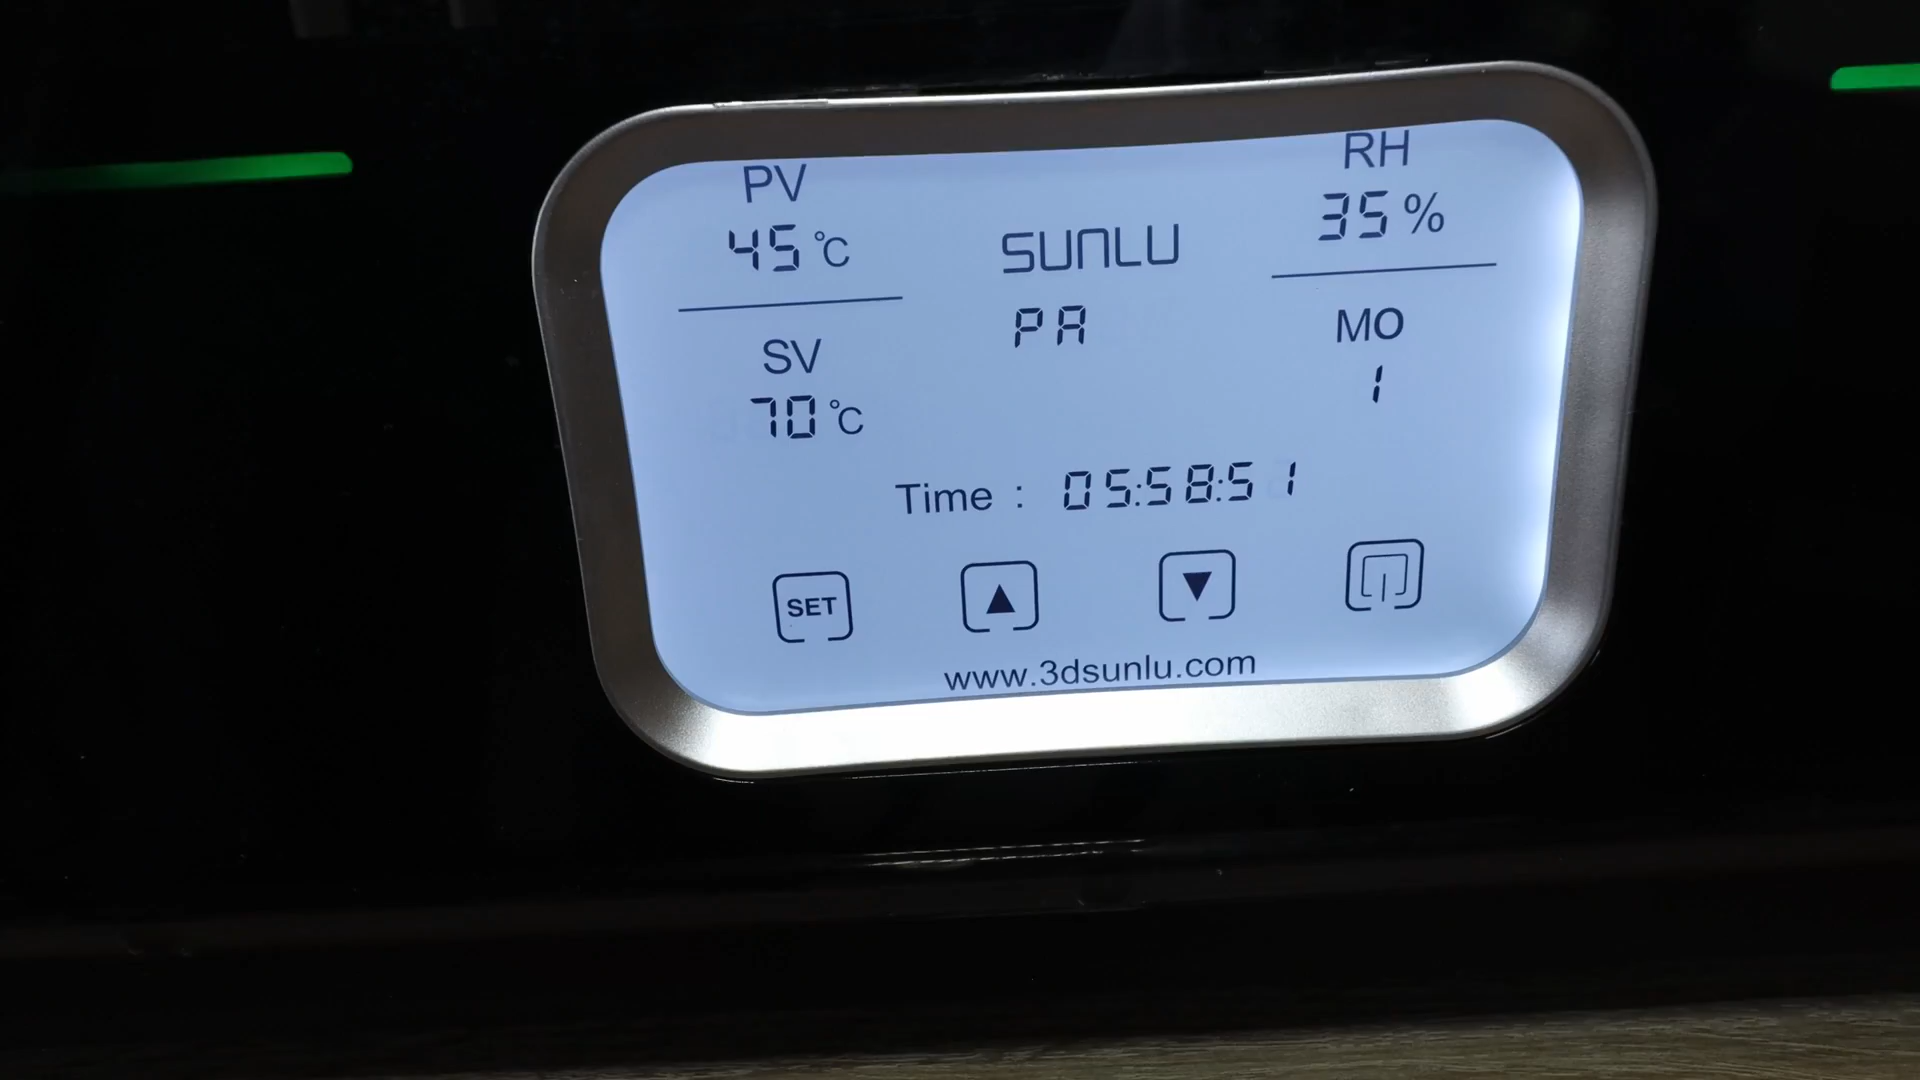 PV
45 °C
SV
70 °C
SUNLU
PA
RH
35 %
MO
1
Time : 05:58:51
SET
www.3dsunlu.com